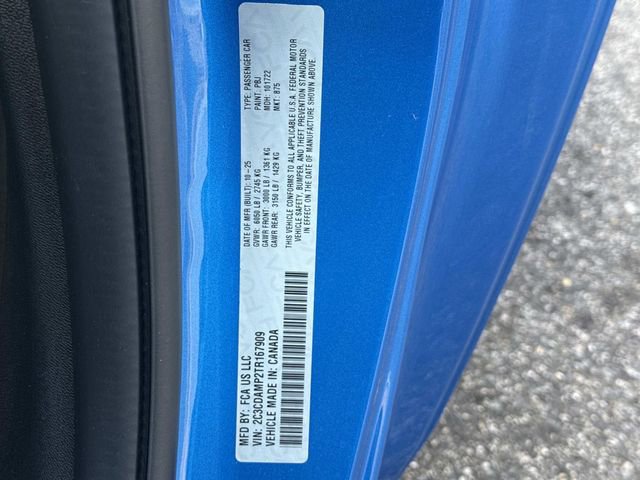 MFD BY: FCA US LLC
DATE OF MFR (BUILT): 10-25
TYPE: PASSENGER CAR
GVWR: 6050 LB / 2745 KG
PAINT: PBJ
GAWR FRONT: 3000 LB / 1361 KG
MDH: 101722
GAWR REAR: 3150 LB / 1429 KG
MKT: B75
VIN: 2C3CDAMP2TR167909
VEHICLE MADE IN: CANADA
THIS VEHICLE CONFORMS TO ALL APPLICABLE U.S.A. FEDERAL MOTOR
VEHICLE SAFETY, BUMPER, AND THEFT PREVENTION STANDARDS
IN EFFECT ON THE DATE OF MANUFACTURE SHOWN ABOVE.